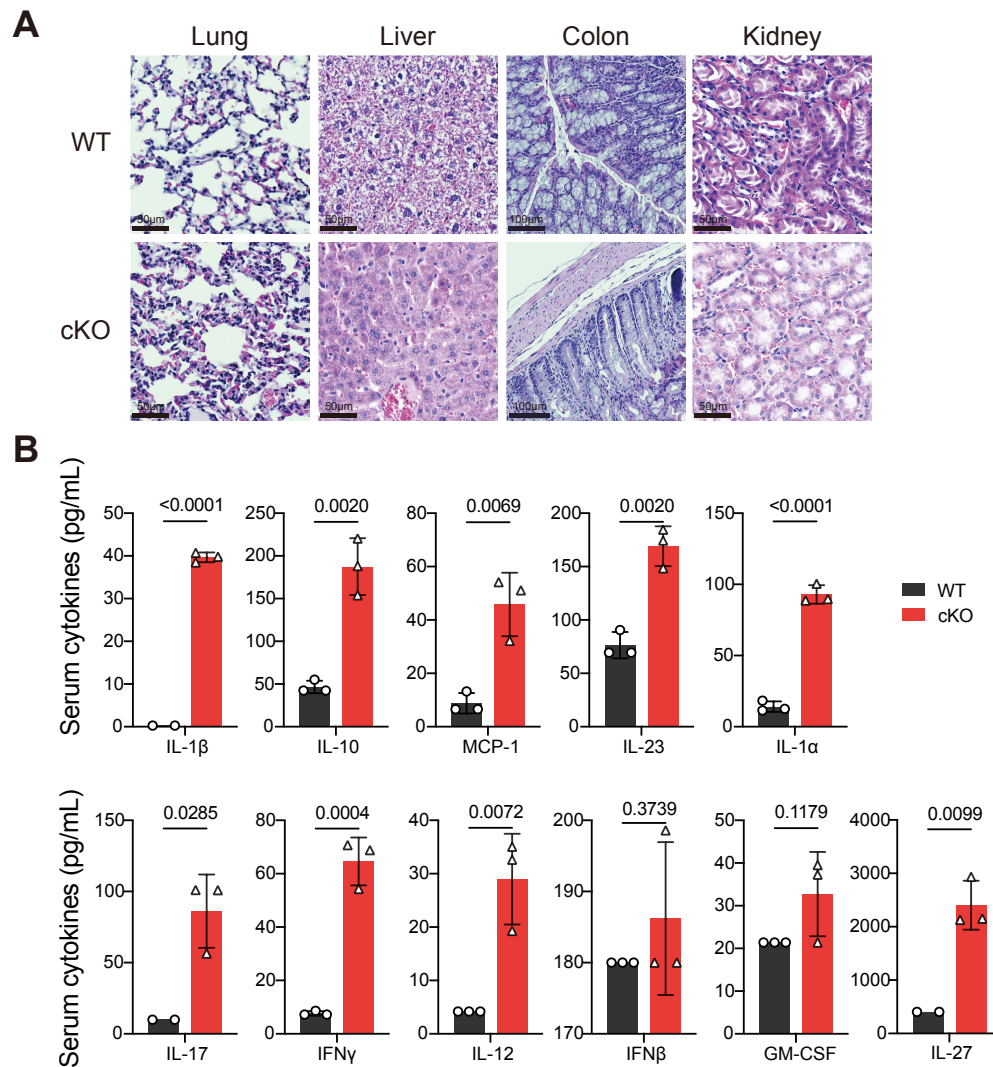 A
Lung Liver Colon Kidney
WT
50μm 50μm 100μm 50μm
cKO
50μm 50μm 100μm 50μm
B
Serum cytokines (pg/mL)
<0.0001 0.0020 0.0069 0.0020 <0.0001
50 250 80 200 150
40 200 60 150 100
30 150 40 100 50
20 100 20 50 0
10 50 0 0
0 0
IL-1β IL-10 MCP-1 IL-23 IL-1α
WT
cKO
Serum cytokines (pg/mL)
0.0285 0.0004 0.0072 0.3739 0.1179 0.0099
150 80 40 200 50 4000
100 60 30 190 40 3000
50 40 20 180 30 2000
0 20 10 170 20 1000
0 0 10 0
0
IL-17 IFNγ IL-12 IFNβ GM-CSF IL-27